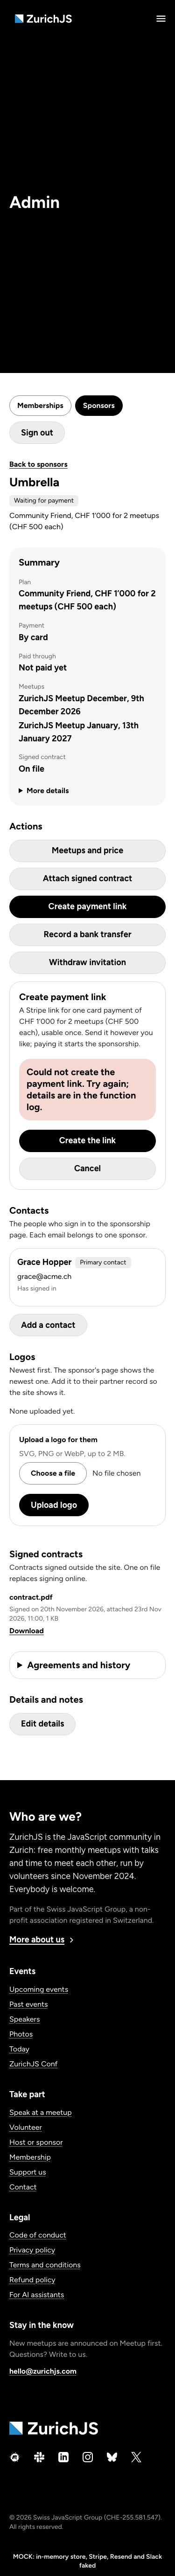 ZurichJS
Admin
Memberships
Sponsors
Sign out
Back to sponsors
Umbrella
Waiting for payment
Community Friend, CHF 1’000 for 2 meetups
(CHF 500 each)
Summary
Plan
Community Friend, CHF 1’000 for 2
meetups (CHF 500 each)
Payment
By card
Paid through
Not paid yet
Meetups
ZurichJS Meetup December, 9th
December 2026
ZurichJS Meetup January, 13th
January 2027
Signed contract
On file
More details
Actions
Meetups and price
Attach signed contract
Create payment link
Record a bank transfer
Withdraw invitation
Create payment link
A Stripe link for one card payment of
CHF 1’000 for 2 meetups (CHF 500
each), usable once. Send it however you
like; paying it starts the sponsorship.
Could not create the
payment link. Try again;
details are in the function
log.
Create the link
Cancel
Contacts
The people who sign in to the sponsorship
page. Each email belongs to one sponsor.
Grace Hopper
Primary contact
grace@acme.ch
Has signed in
Add a contact
Logos
Newest first. The sponsor's page shows the
newest one. Add it to their partner record so
the site shows it.
None uploaded yet.
Upload a logo for them
SVG, PNG or WebP, up to 2 MB.
Choose a file
No file chosen
Upload logo
Signed contracts
Contracts signed outside the site. One on file
replaces signing online.
contract.pdf
Signed on 20th November 2026, attached 23rd Nov
2026, 11:00, 1 KB
Download
Agreements and history
Details and notes
Edit details
Who are we?
ZurichJS is the JavaScript community in
Zurich: free monthly meetups with talks
and time to meet each other, run by
volunteers since November 2024.
Everybody is welcome.
Part of the Swiss JavaScript Group, a non-
profit association registered in Switzerland.
More about us
Events
Upcoming events
Past events
Speakers
Photos
Today
ZurichJS Conf
Take part
Speak at a meetup
Volunteer
Host or sponsor
Membership
Support us
Contact
Legal
Code of conduct
Privacy policy
Terms and conditions
Refund policy
For AI assistants
Stay in the know
New meetups are announced on Meetup first.
Questions? Write to us.
hello@zurichjs.com
ZurichJS
© 2026 Swiss JavaScript Group (CHE-255.581.547).
All rights reserved.
MOCK: in-memory store, Stripe, Resend and Slack
faked